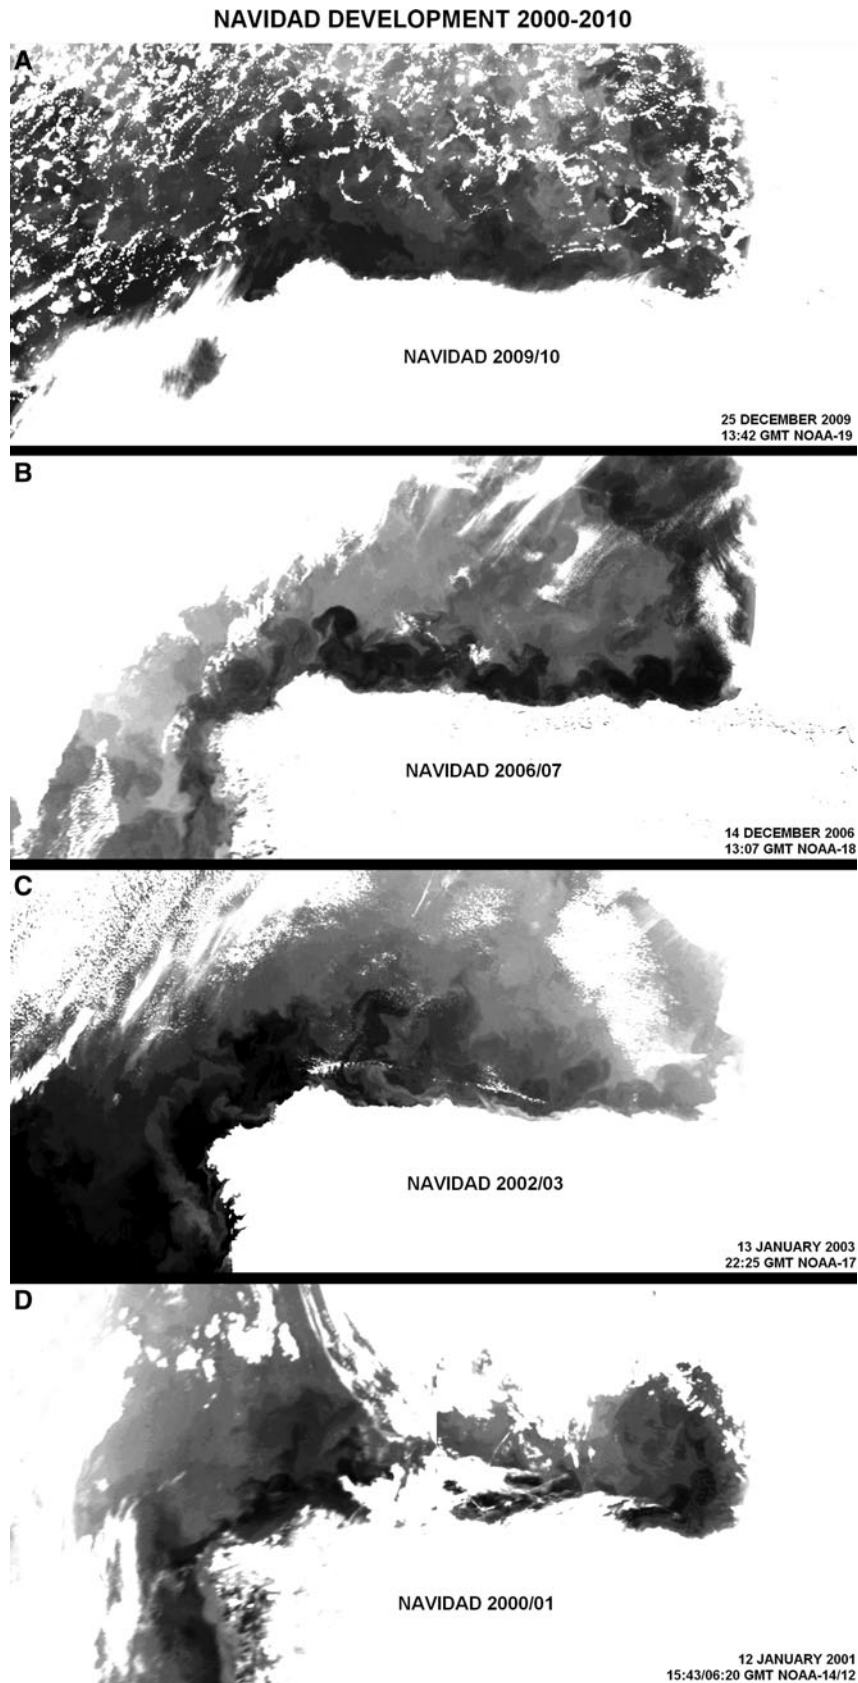 NAVIDAD DEVELOPMENT 2000-2010
A
NAVIDAD 2009/10
25 DECEMBER 2009
13:42 GMT NOAA-19
B
NAVIDAD 2006/07
14 DECEMBER 2006
13:07 GMT NOAA-18
C
NAVIDAD 2002/03
13 JANUARY 2003
22:25 GMT NOAA-17
D
NAVIDAD 2000/01
12 JANUARY 2001
15:43/06:20 GMT NOAA-14/12